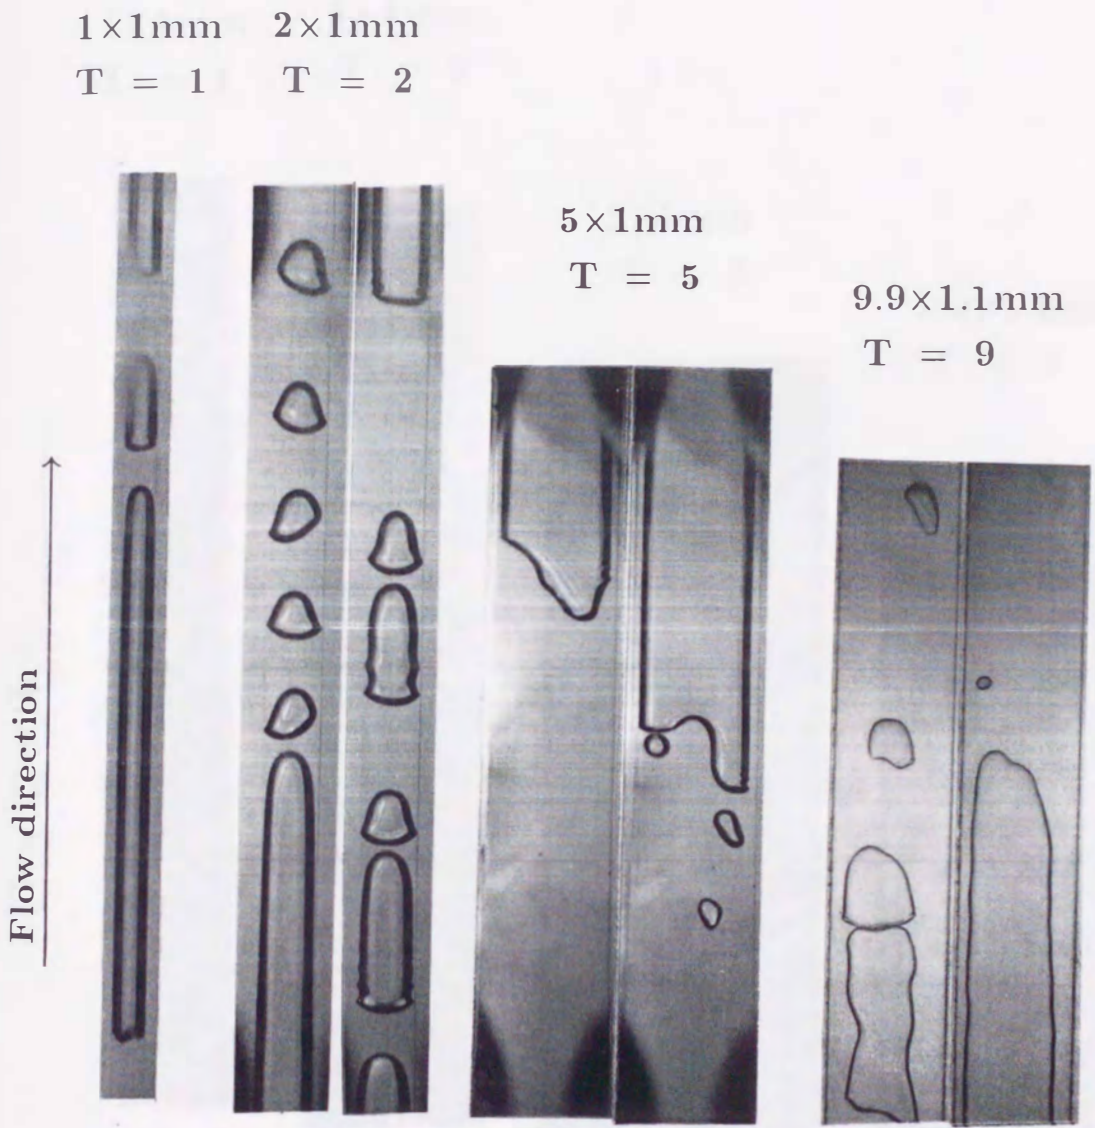 1×1mm
T = 1
2×1mm
T = 2
5×1mm
T = 5
9.9×1.1mm
T = 9
Flow direction